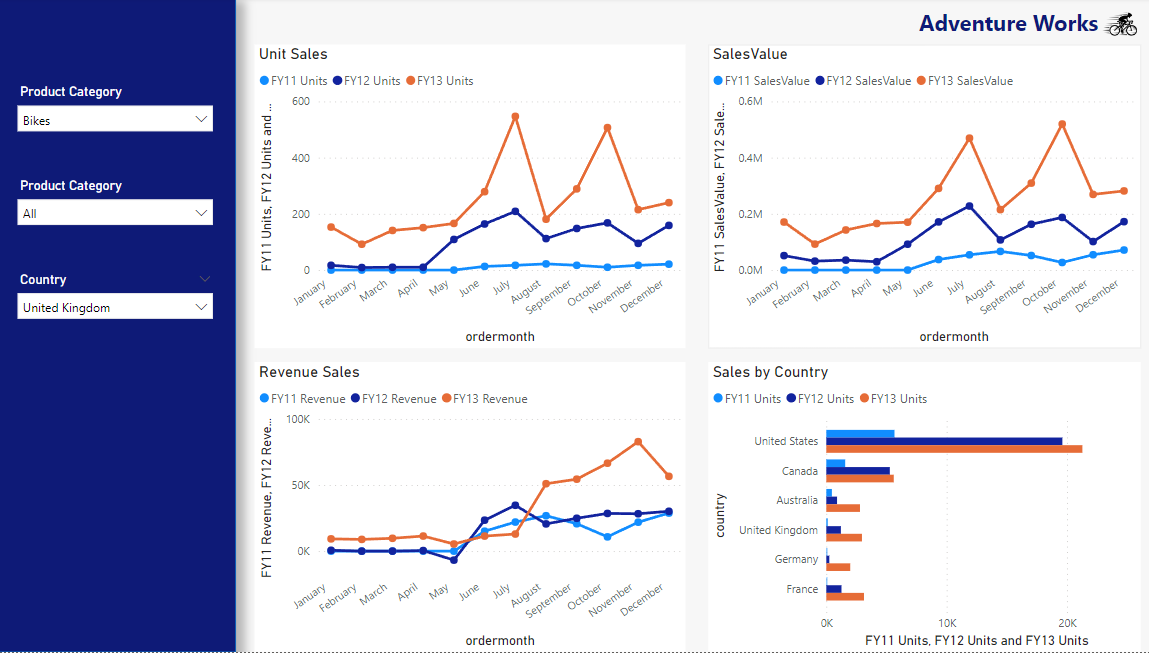 Adventure Works
Product Category
Bikes
Product Category
All
Country
United Kingdom
Unit Sales
FY11 Units FY12 Units FY13 Units
FY11 Units, FY12 Units and ...
600
400
200
0
January February March April May June July August September October November December
ordermonth
SalesValue
FY11 SalesValue FY12 SalesValue FY13 SalesValue
FY11 SalesValue, FY12 Sale...
0.6M
0.4M
0.2M
0.0M
January February March April May June July August September October November December
ordermonth
Revenue Sales
FY11 Revenue FY12 Revenue FY13 Revenue
FY11 Revenue, FY12 Reve...
100K
50K
0K
January February March April May June July August September October November December
ordermonth
Sales by Country
FY11 Units FY12 Units FY13 Units
country
United States
Canada
Australia
United Kingdom
Germany
France
0K 10K 20K
FY11 Units, FY12 Units and FY13 Units